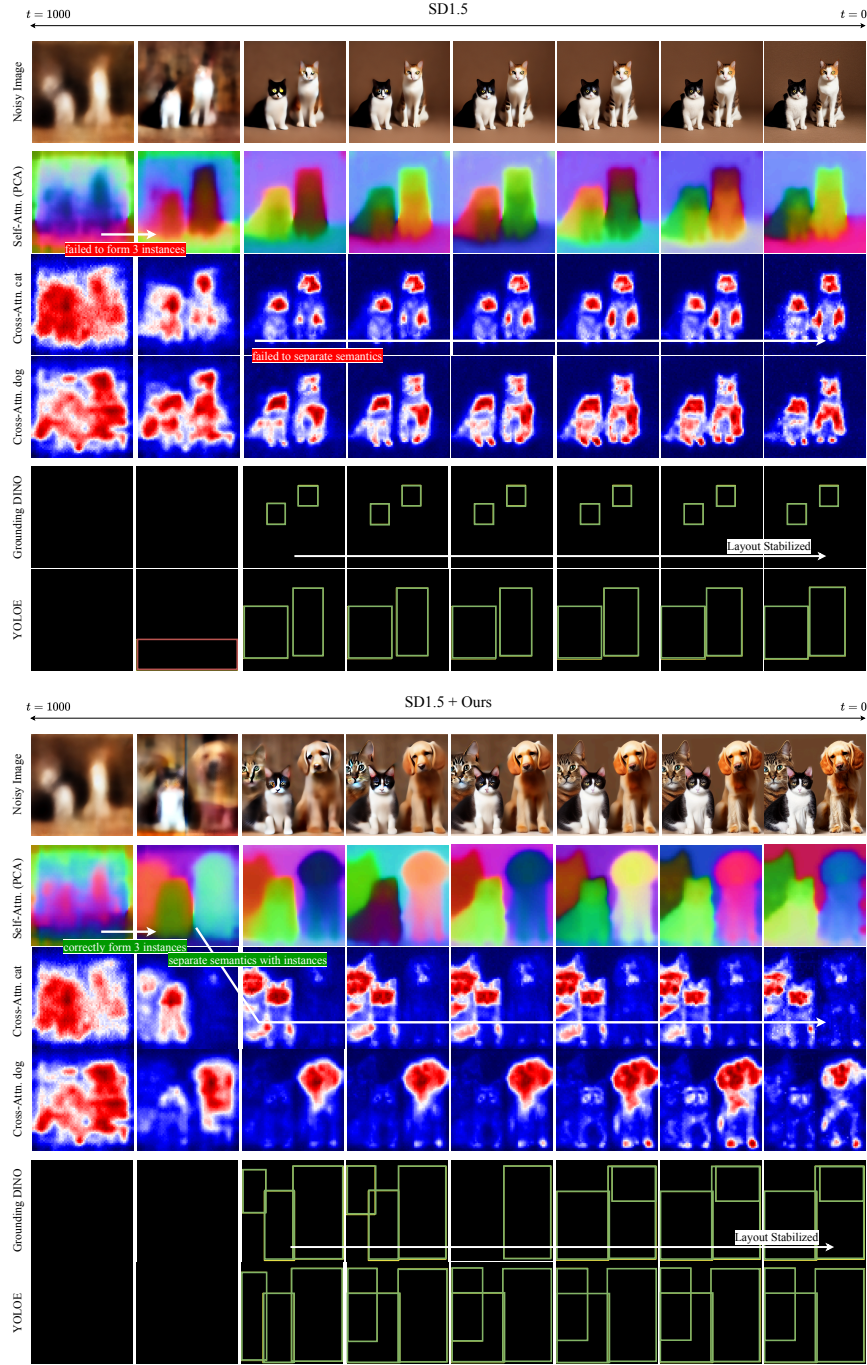 SD1.5
t = 1000
t = 0
Noisy Image
Self-Attn. (PCA)
failed to form 3 instances
Cross-Attn. cat
failed to separate semantics
Cross-Attn. dog
Grounding DINO
Layout Stabilized
YOLOE
SD1.5 + Ours
t = 1000
t = 0
Noisy Image
Self-Attn. (PCA)
correctly form 3 instances
separate semantics with instances
Cross-Attn. cat
Cross-Attn. dog
Grounding DINO
Layout Stabilized
YOLOE